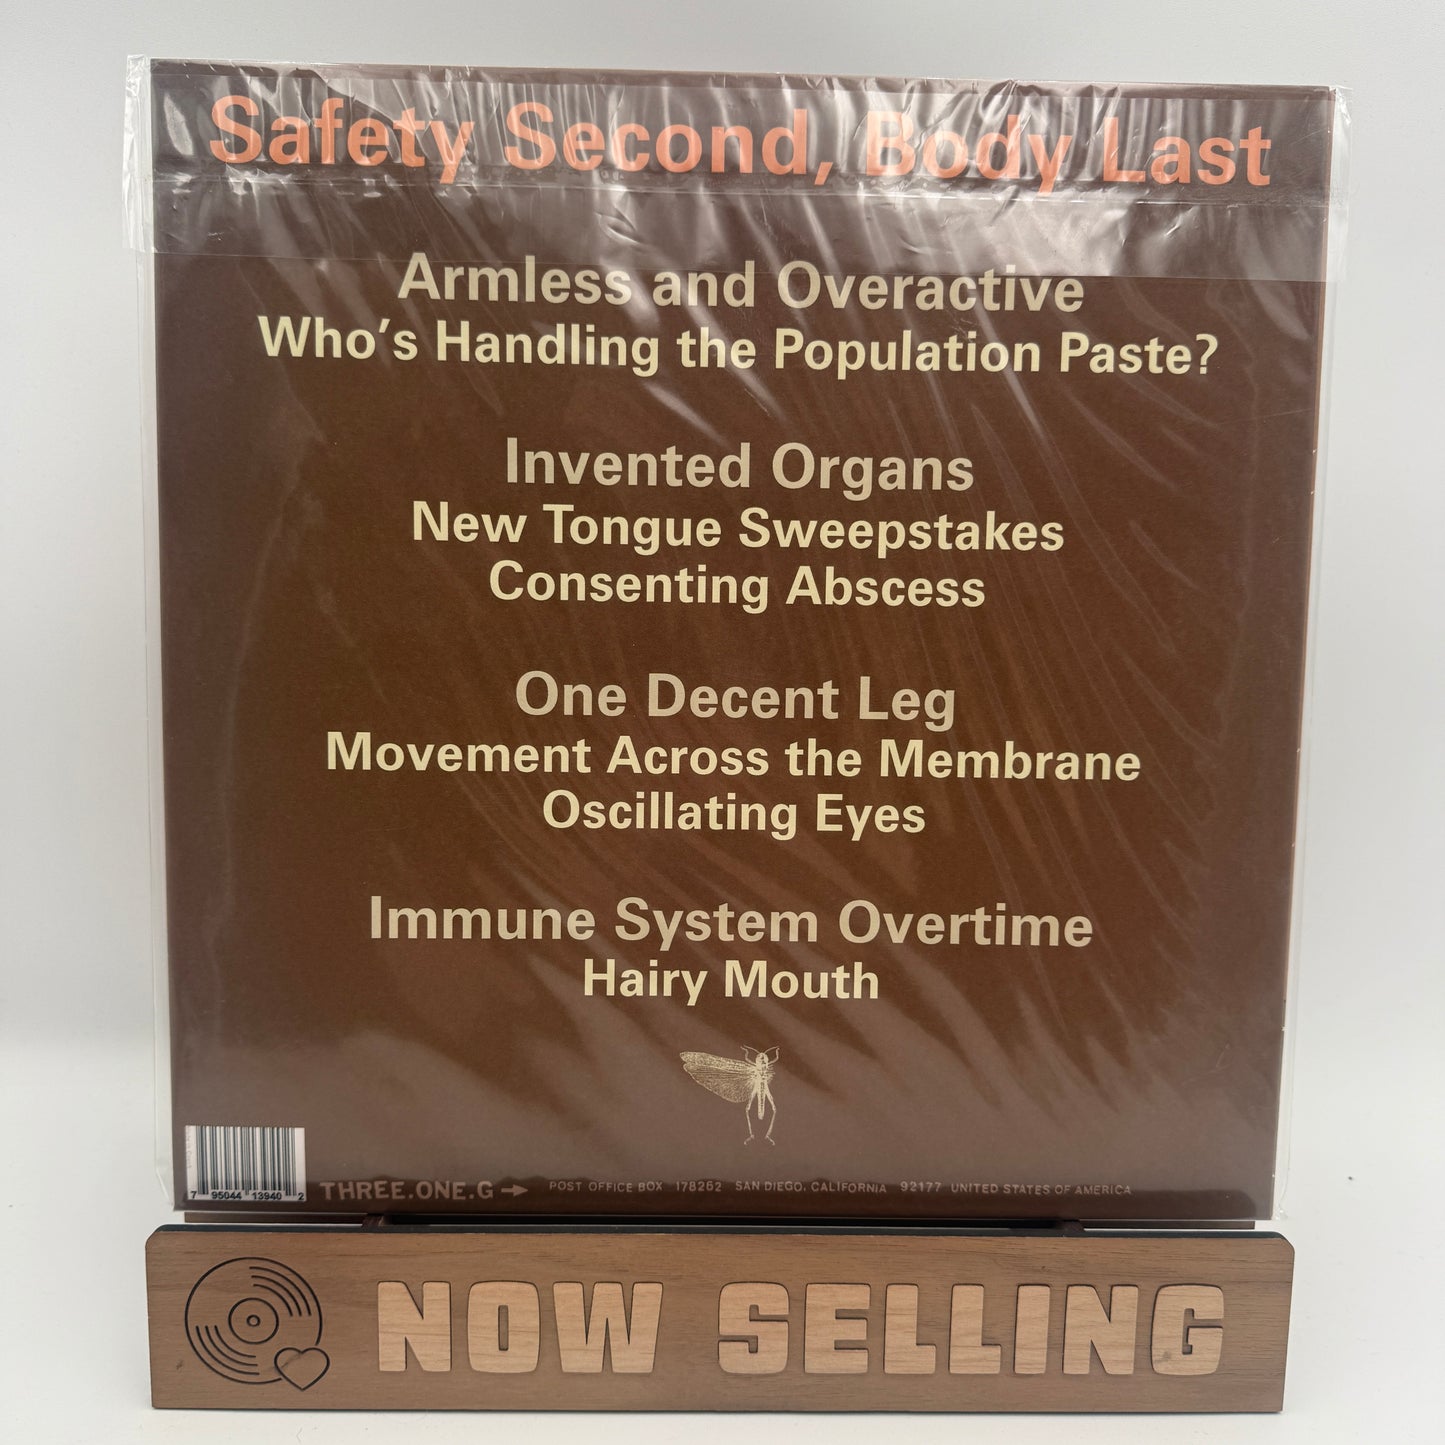 Safety Second, Body Last
Armless and Overactive
Who's Handling the Population Paste?
Invented Organs
New Tongue Sweepstakes
Consenting Abscess
One Decent Leg
Movement Across the Membrane
Oscillating Eyes
Immune System Overtime
Hairy Mouth
7 95044 13940 2
THREE.ONE.G → POST OFFICE BOX 178262 SAN DIEGO, CALIFORNIA 92177 UNITED STATES OF AMERICA
NOW SELLING